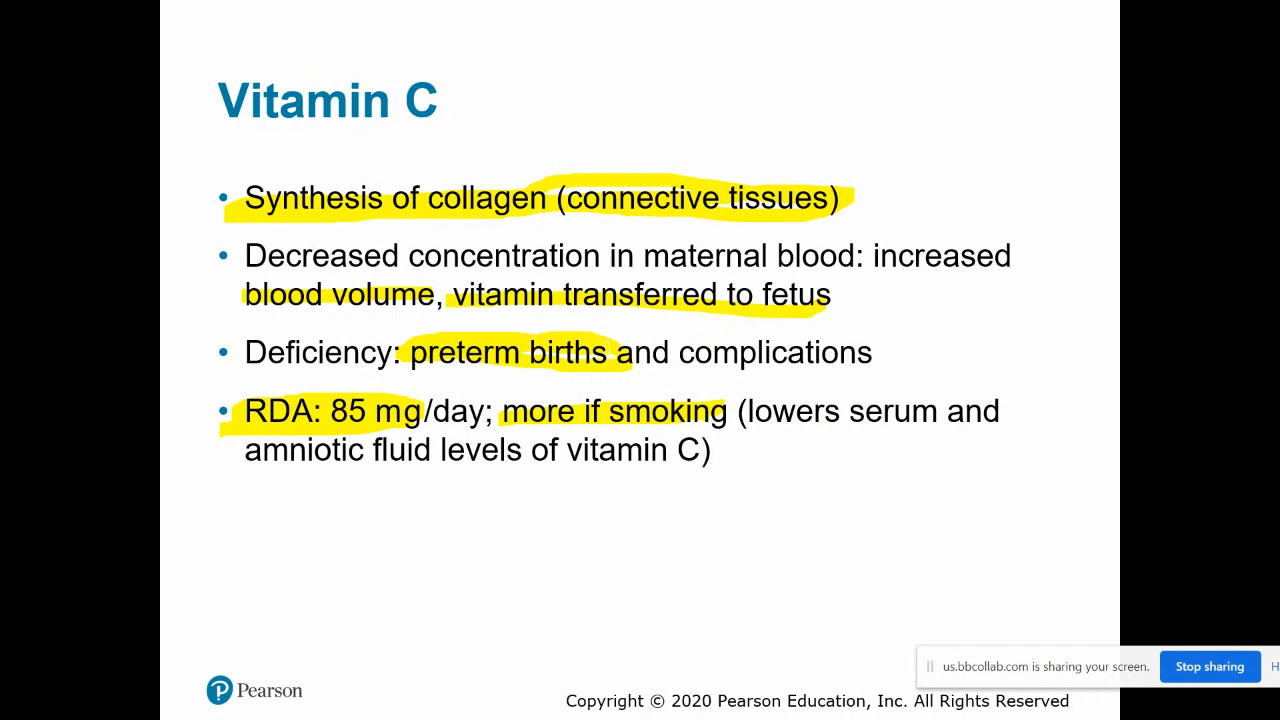 Vitamin C
• Synthesis of collagen (connective tissues)
• Decreased concentration in maternal blood: increased
blood volume, vitamin transferred to fetus
• Deficiency: preterm births and complications
• RDA: 85 mg/day; more if smoking (lowers serum and
amniotic fluid levels of vitamin C)
us.bbcollab.com is sharing your screen.
Stop sharing
H
Pearson
Copyright © 2020 Pearson Education, Inc. All Rights Reserved